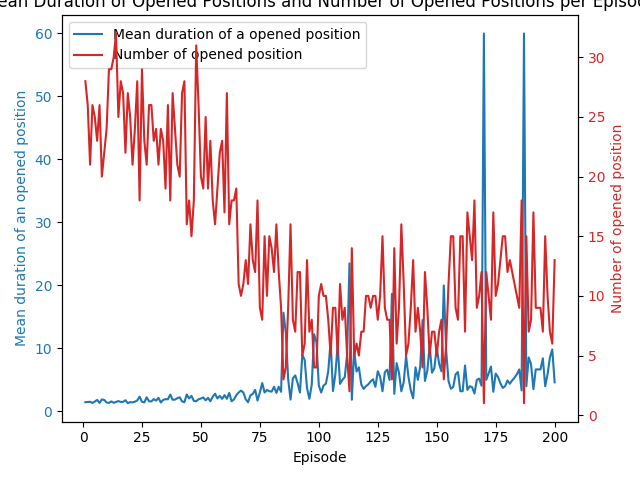 ean Duration of Opened Positions and Number of Opened Positions per Episo
Mean duration of a opened position
Number of opened position
Mean duration of an opened position
Number of opened position
60
50
40
30
20
10
0
30
25
20
15
10
5
0
0 25 50 75 100 125 150 175 200
Episode